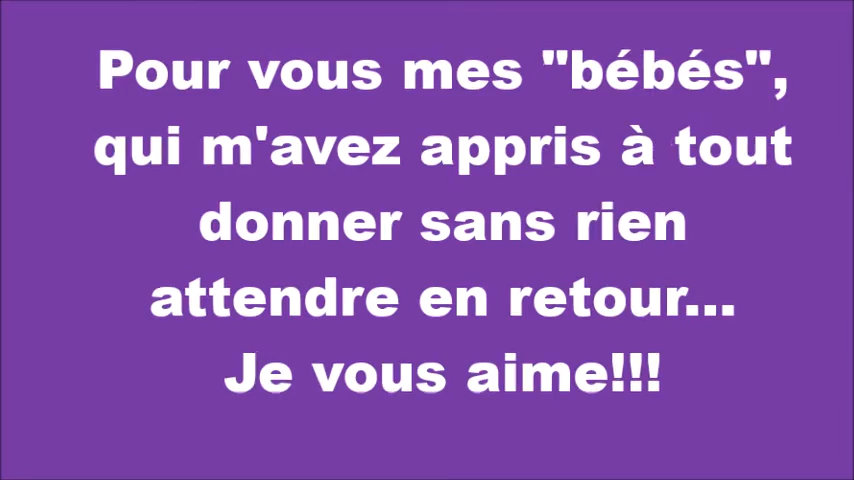 Pour vous mes "bébés",
qui m'avez appris à tout
donner sans rien
attendre en retour...
Je vous aime!!!